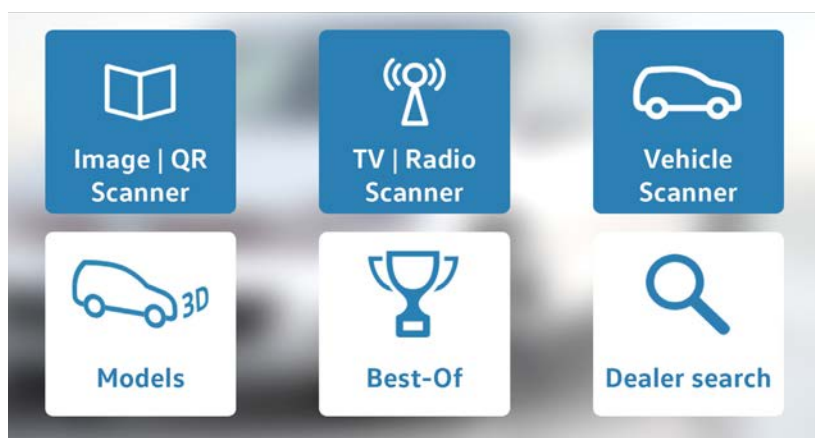 Image | QR
Scanner
TV | Radio
Scanner
Vehicle
Scanner
3D
Models
Best-Of
Dealer search